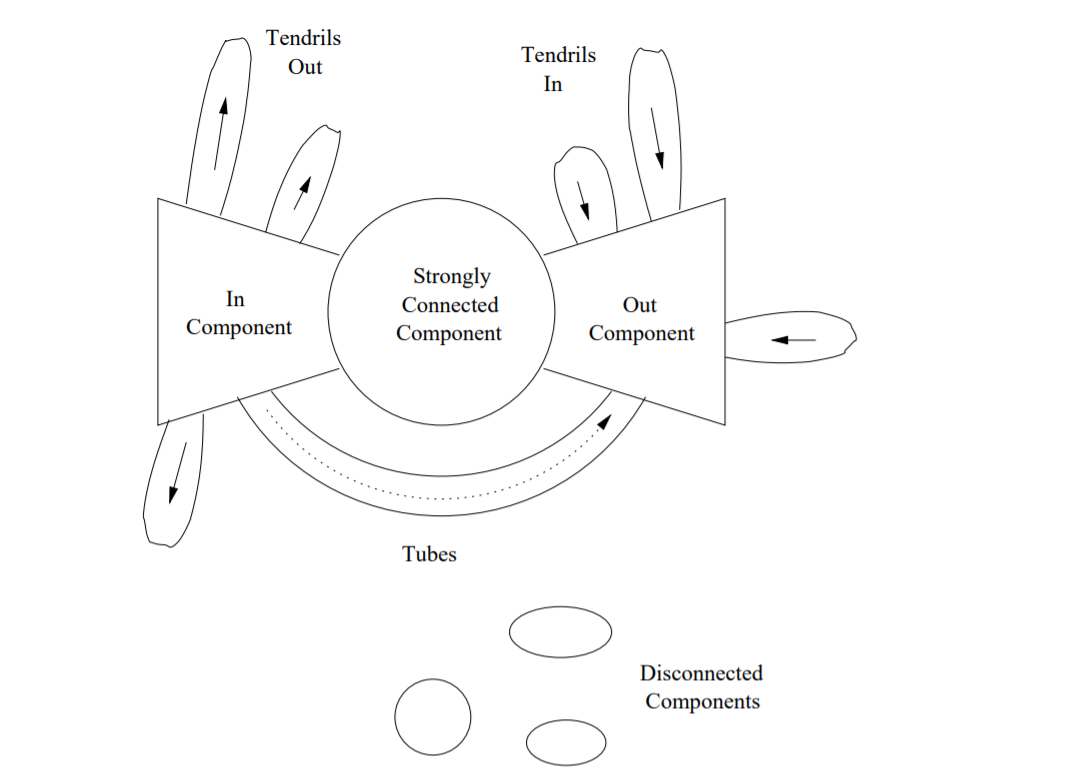 Tendrils
Out
Tendrils
In
In
Component
Strongly
Connected
Component
Out
Component
Tubes
Disconnected
Components